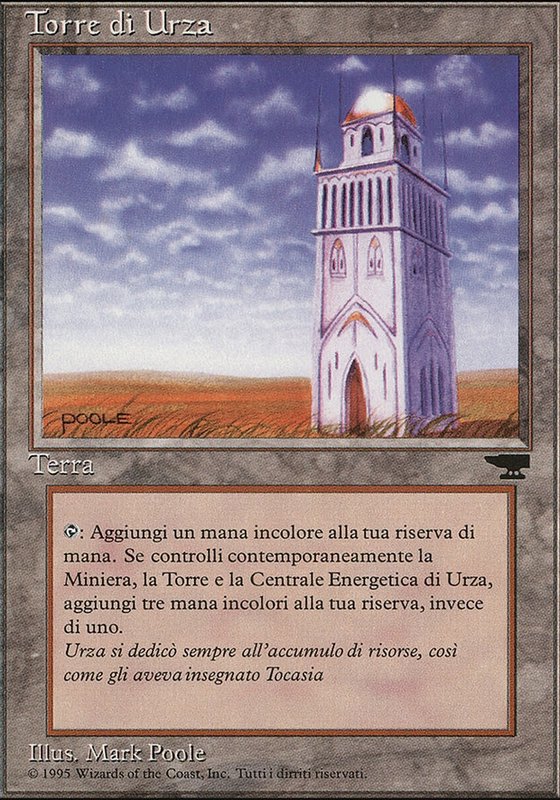 Torre di Urza
POOLE
Terra
: Aggiungi un mana incolore alla tua riserva di
mana. Se controlli contemporaneamente la
Miniera, la Torre e la Centrale Energetica di Urza,
aggiungi tre mana incolori alla tua riserva, invece
di uno.
Urza si dedicò sempre all'accumulo di risorse, così
come gli aveva insegnato Tocasia
Illus. Mark Poole
© 1995 Wizards of the Coast, Inc. Tutti i dirriti riservati.